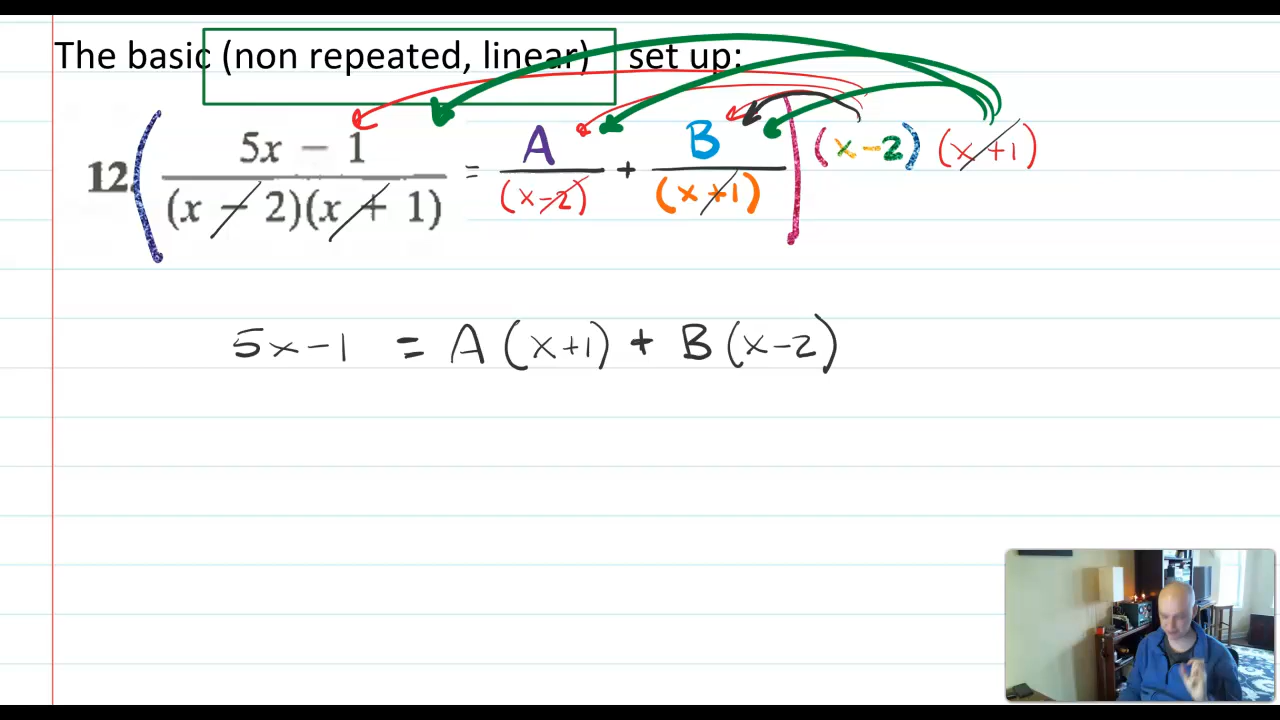 The basic (non repeated, linear) set up:
12. ( (5x − 1)/((x − 2)(x + 1)) = A/(x−2) + B/(x+1) ) (x−2) (x+1)
5x−1 = A(x+1) + B(x−2)